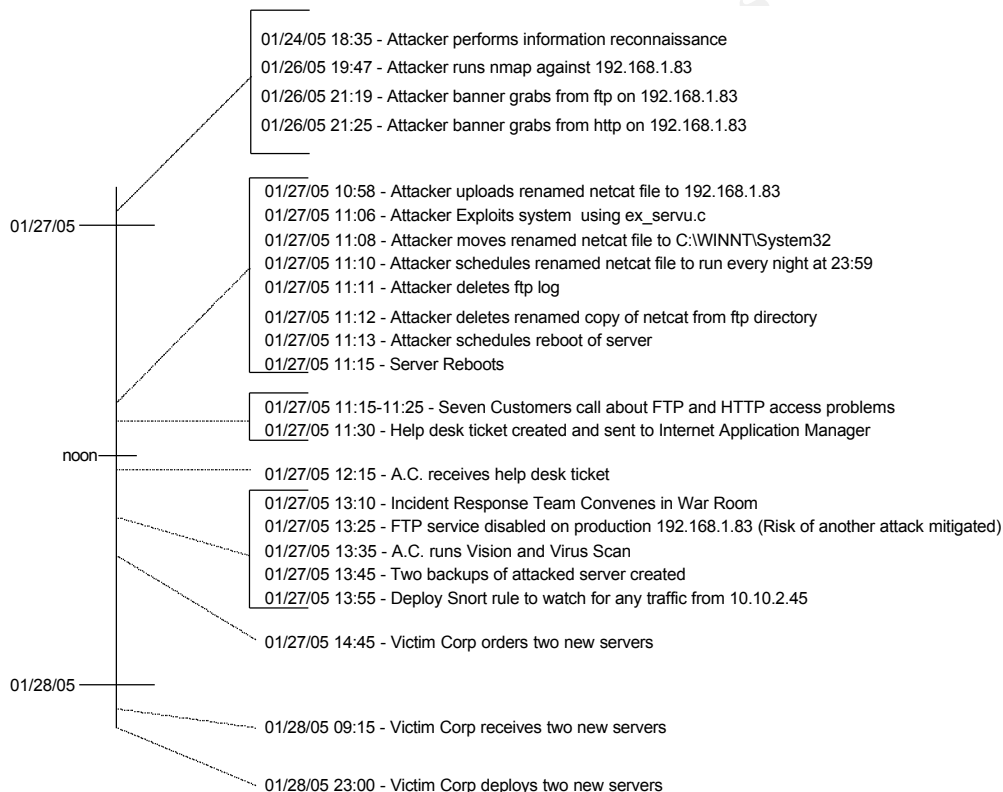 01/24/05 18:35 - Attacker performs information reconnaissance
01/26/05 19:47 - Attacker runs nmap against 192.168.1.83
01/26/05 21:19 - Attacker banner grabs from ftp on 192.168.1.83
01/26/05 21:25 - Attacker banner grabs from http on 192.168.1.83
01/27/05
01/27/05 10:58 - Attacker uploads renamed netcat file to 192.168.1.83
01/27/05 11:06 - Attacker Exploits system using ex_servu.c
01/27/05 11:08 - Attacker moves renamed netcat file to C:\WINNT\System32
01/27/05 11:10 - Attacker schedules renamed netcat file to run every night at 23:59
01/27/05 11:11 - Attacker deletes ftp log
01/27/05 11:12 - Attacker deletes renamed copy of netcat from ftp directory
01/27/05 11:13 - Attacker schedules reboot of server
01/27/05 11:15 - Server Reboots
01/27/05 11:15-11:25 - Seven Customers call about FTP and HTTP access problems
01/27/05 11:30 - Help desk ticket created and sent to Internet Application Manager
noon
01/27/05 12:15 - A.C. receives help desk ticket
01/27/05 13:10 - Incident Response Team Convenes in War Room
01/27/05 13:25 - FTP service disabled on production 192.168.1.83 (Risk of another attack mitigated)
01/27/05 13:35 - A.C. runs Vision and Virus Scan
01/27/05 13:45 - Two backups of attacked server created
01/27/05 13:55 - Deploy Snort rule to watch for any traffic from 10.10.2.45
01/27/05 14:45 - Victim Corp orders two new servers
01/28/05
01/28/05 09:15 - Victim Corp receives two new servers
01/28/05 23:00 - Victim Corp deploys two new servers